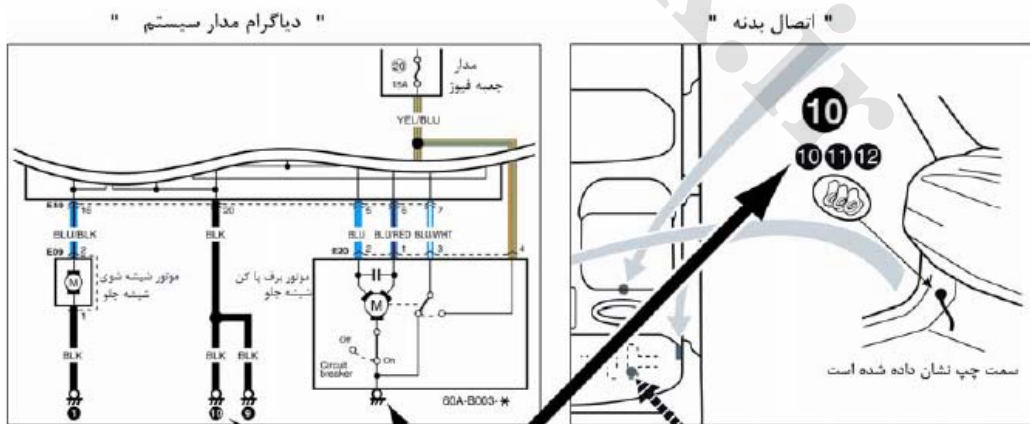 " دیاگرام مدار سیستم "
" اتصال بدنه "
20
15A
مدار
جعبه فیوز
YEL/BLU
E18 16 20 5 6 7
BLU/BLK BLK BLU BLU/RED BLU/WHT
E09 2 E20 2 1 3 4
M
موتور شیشه شوی
شیشه جلو
1
موتور برف پا کن
شیشه جلو
M
Off
On
Circuit
breaker
BLK BLK BLK
1 10 9
60A-B003-*
10
10 11 12
سمت چپ نشان داده شده است